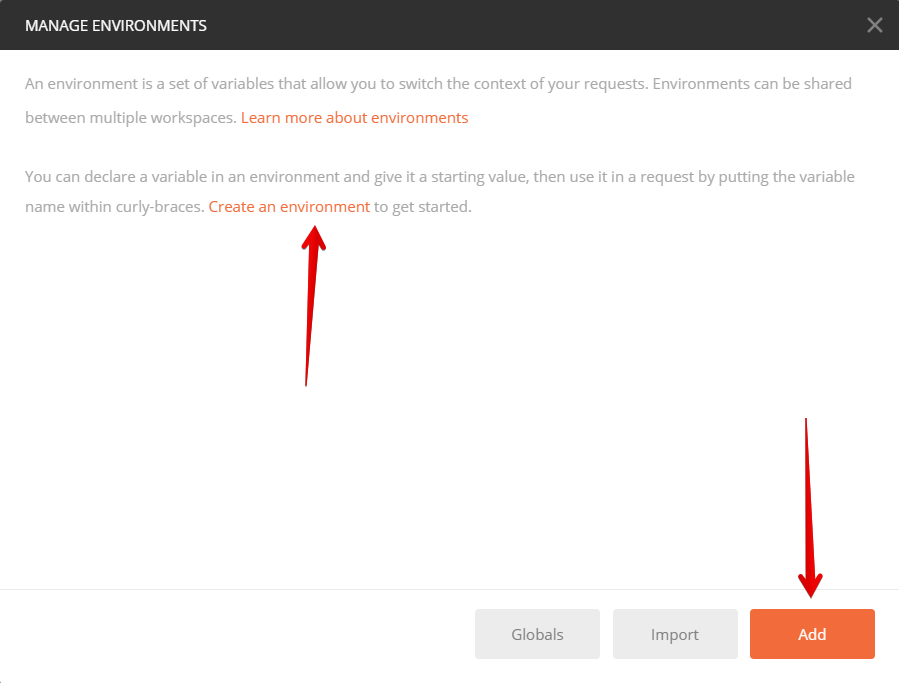 MANAGE ENVIRONMENTS
An environment is a set of variables that allow you to switch the context of your requests. Environments can be shared
between multiple workspaces. Learn more about environments
You can declare a variable in an environment and give it a starting value, then use it in a request by putting the variable
name within curly-braces. Create an environment to get started.
Globals
Import
Add